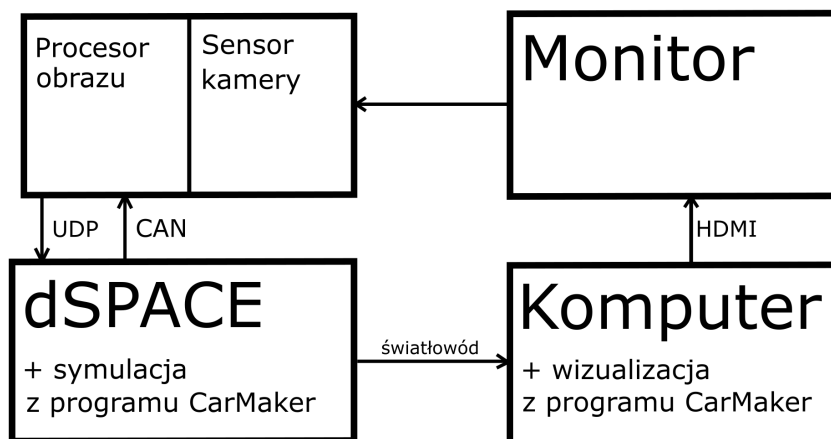 Procesor
obrazu
Sensor
kamery
Monitor
UDP
CAN
HDMI
dSPACE
+ symulacja
z programu CarMaker
światłowód
Komputer
+ wizualizacja
z programu CarMaker